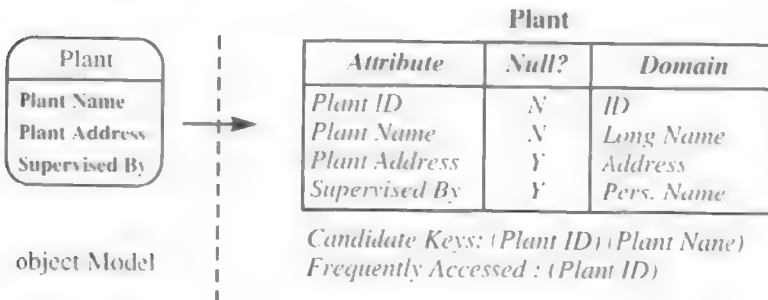 Plant
Plant Name
Plant Address
Supervised By
object Model
Plant
Attribute Null? Domain
Plant ID N ID
Plant Name N Long Name
Plant Address Y Address
Supervised By Y Pers. Name
Candidate Keys: (Plant ID) (Plant Nane)
Frequently Accessed : (Plant ID)